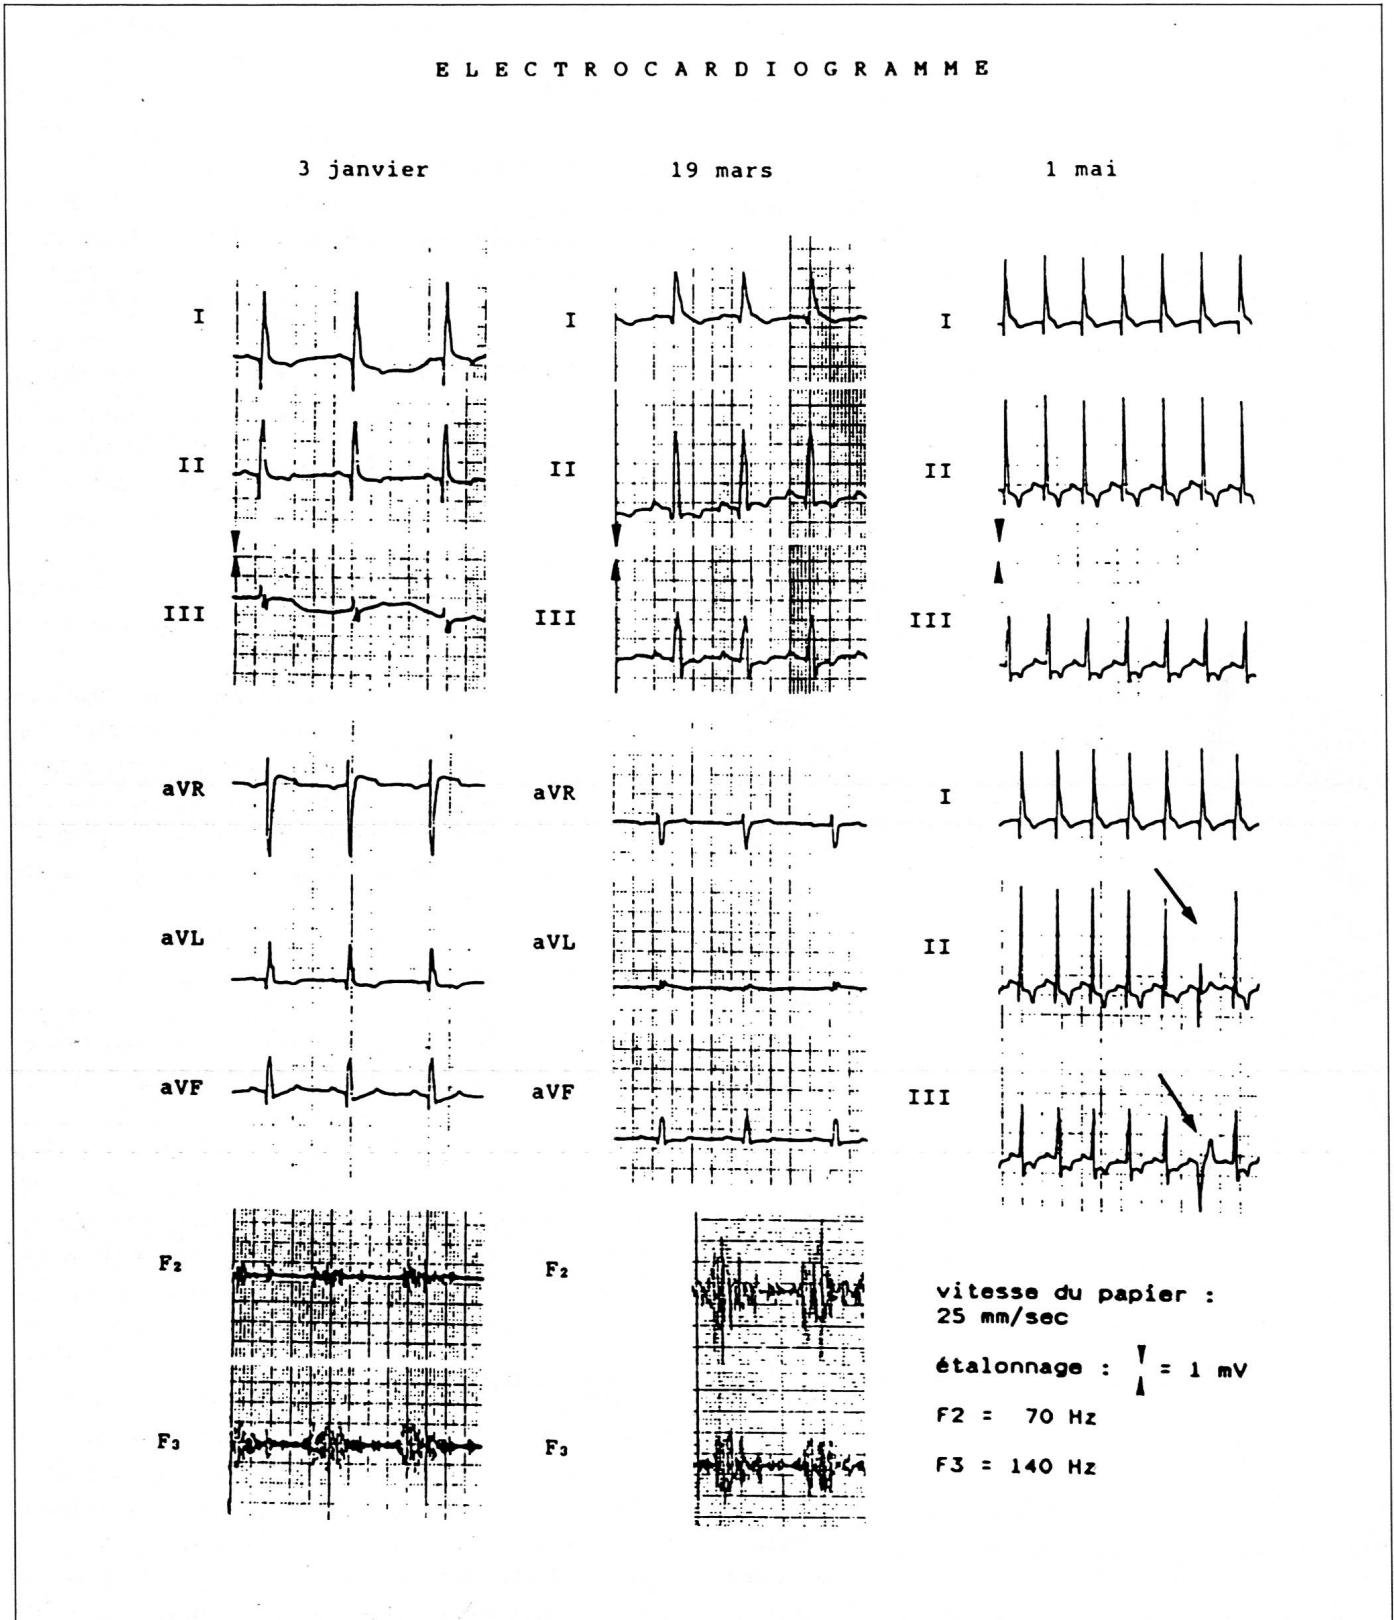 ELECTROCARDIOGRAMME
3 janvier
I
II
III
aVR
aVL
aVF
F2
F3
19 mars
I
II
III
aVR
aVL
aVF
F2
F3
1 mai
I
II
III
I
II
III
vitesse du papier :
25 mm/sec
étalonnage : = 1 mV
F2 = 70 Hz
F3 = 140 Hz